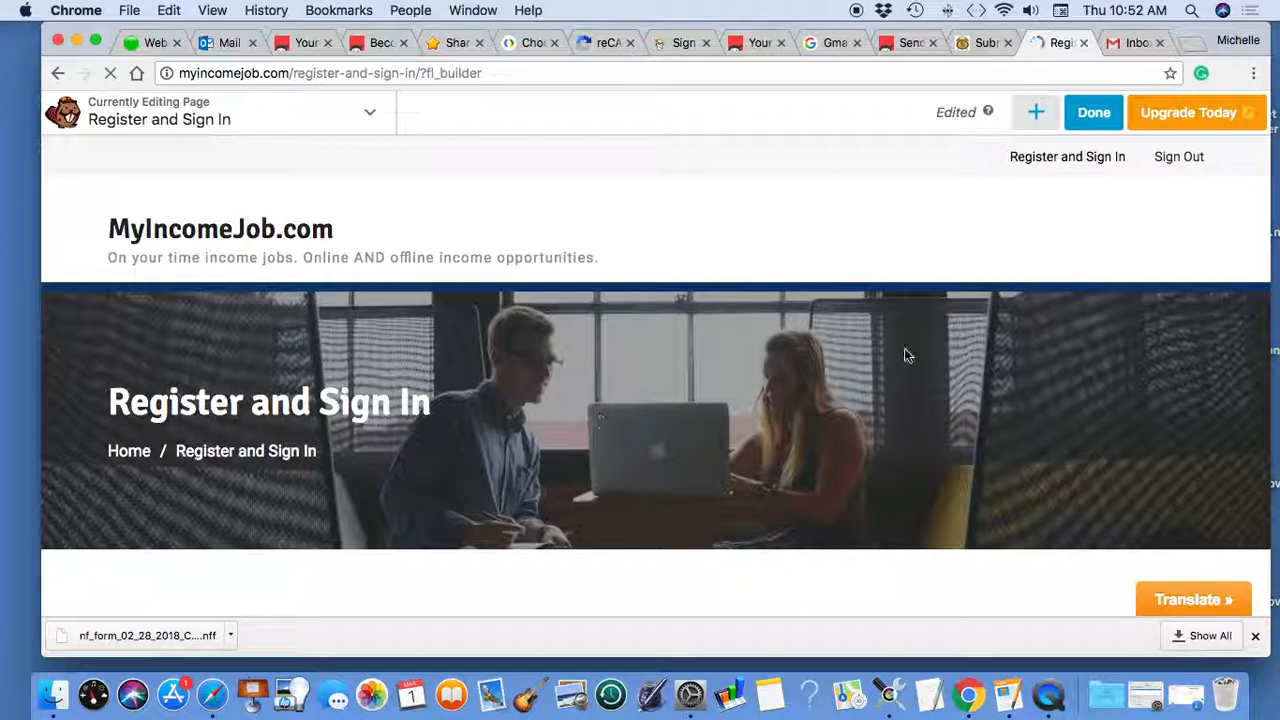 Chrome File Edit View History Bookmarks People Window Help Thu 10:52 AM
Web Mail Your Beco Shar Cho reCA Sign Your Gma Send Subr Regi Inbo Michelle
myincomejob.com/register-and-sign-in/?fl_builder
Currently Editing Page
Register and Sign In
Edited
Done
Upgrade Today
Register and Sign In Sign Out
MyIncomeJob.com
On your time income jobs. Online AND offline income opportunities.
Register and Sign In
Home / Register and Sign In
Translate »
nf_form_02_28_2018_C....nff
Show All